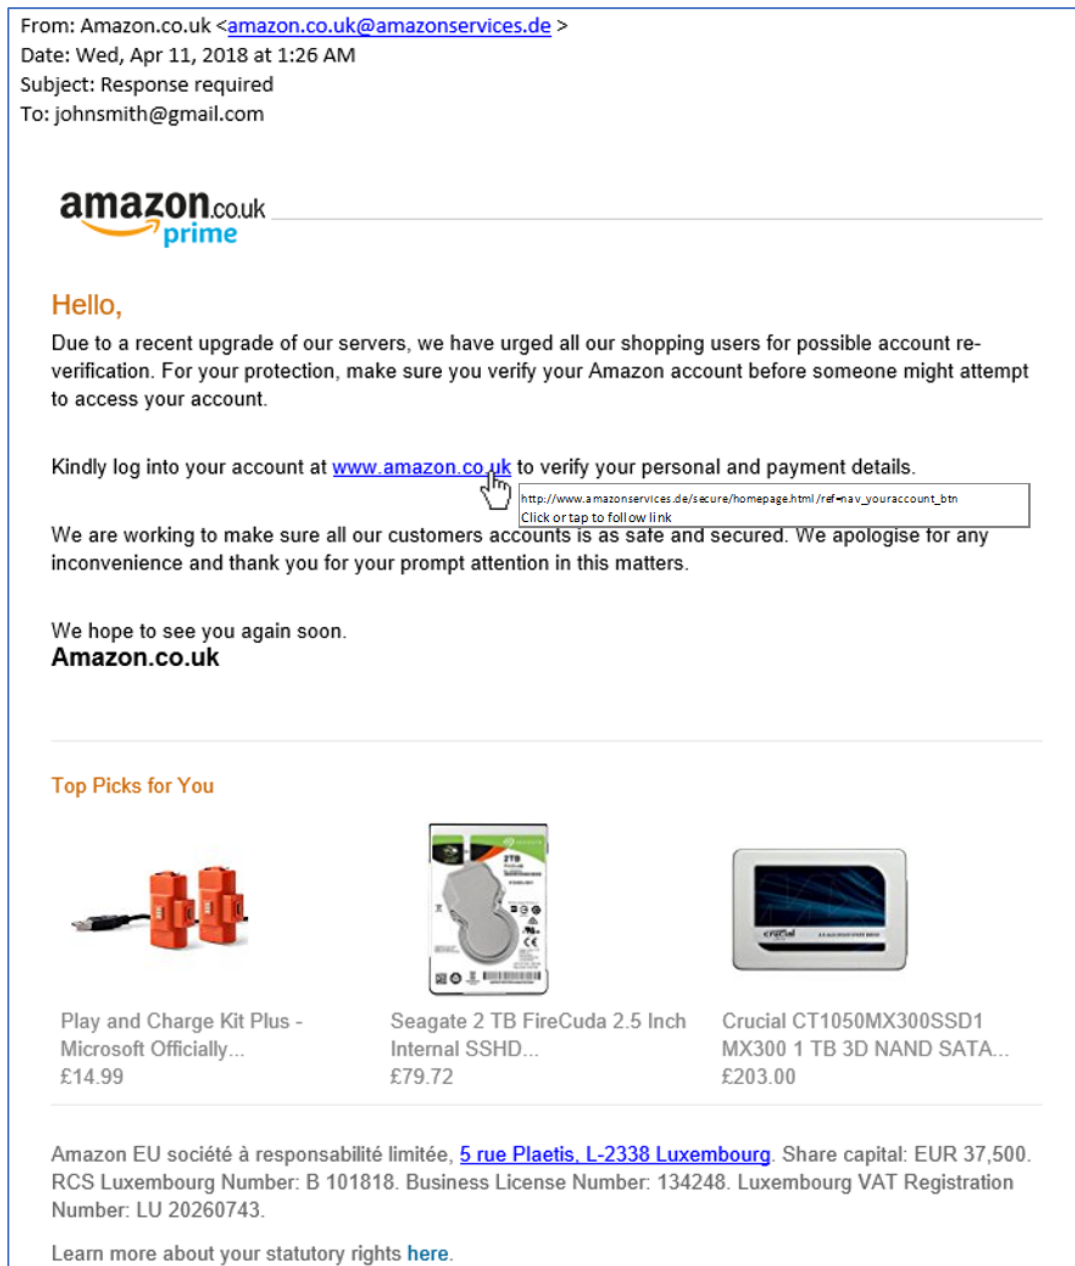 From: Amazon.co.uk <amazon.co.uk@amazonservices.de >
Date: Wed, Apr 11, 2018 at 1:26 AM
Subject: Response required
To: johnsmith@gmail.com
amazon.co.uk
prime
Hello,
Due to a recent upgrade of our servers, we have urged all our shopping users for possible account re-
verification. For your protection, make sure you verify your Amazon account before someone might attempt
to access your account.
Kindly log into your account at www.amazon.co.uk to verify your personal and payment details.
http://www.amazonservices.de/secure/homepage.html/ref=nav_youraccount_btn
Click or tap to follow link
We are working to make sure all our customers accounts is as safe and secured. We apologise for any
inconvenience and thank you for your prompt attention in this matters.
We hope to see you again soon.
Amazon.co.uk
Top Picks for You
2TB
crucial
Play and Charge Kit Plus -
Microsoft Officially...
£14.99
Seagate 2 TB FireCuda 2.5 Inch
Internal SSHD...
£79.72
Crucial CT1050MX300SSD1
MX300 1 TB 3D NAND SATA...
£203.00
Amazon EU société à responsabilité limitée, 5 rue Plaetis, L-2338 Luxembourg. Share capital: EUR 37,500.
RCS Luxembourg Number: B 101818. Business License Number: 134248. Luxembourg VAT Registration
Number: LU 20260743.
Learn more about your statutory rights here.